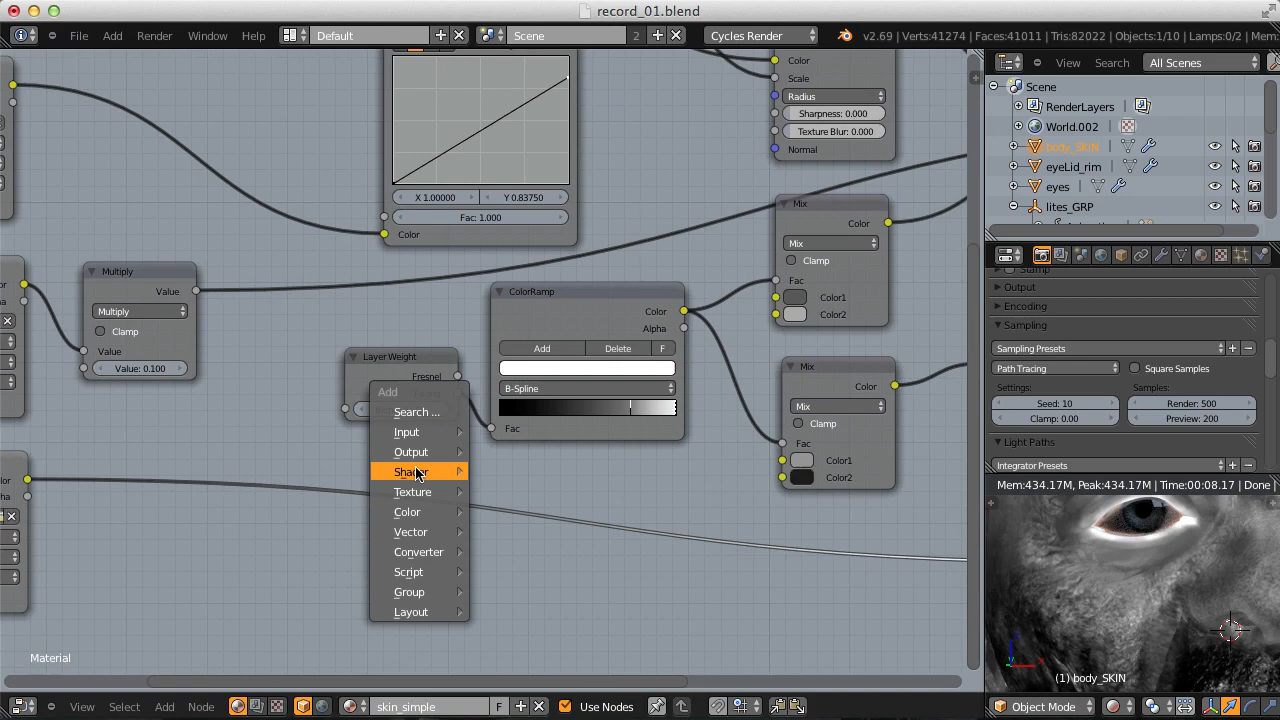 record_01.blend
File Add Render Window Help Default Scene 2 Cycles Render v2.69 | Verts:41274 | Faces:41011 | Tris:82022 | Objects:1/10 | Lamps:0/2 | Mem:
View Search All Scenes
Scene
RenderLayers
World.002
body_SKIN
eyeLid_rim
eyes
lites_GRP
X 1.00000 Y 0.83750
Fac: 1.000
Color
Color
Scale
Radius
Sharpness: 0.000
Texture Blur: 0.000
Normal
Multiply
Value
Multiply
Clamp
Value
Value: 0.100
Layer Weight
Fresnel
ColorRamp
Color
Alpha
Add Delete F
B-Spline
Fac
Mix
Color
Mix
Clamp
Fac
Color1
Color2
Mix
Color
Mix
Clamp
Fac
Color1
Color2
Add
Search ...
Input
Output
Shader
Texture
Color
Vector
Converter
Script
Group
Layout
Material
Stamp
Output
Encoding
Sampling
Sampling Presets
Path Tracing Square Samples
Settings: Samples:
Seed: 10 Render: 500
Clamp: 0.00 Preview: 200
Light Paths
Integrator Presets
Mem:434.17M, Peak:434.17M | Time:00:08.17 | Done |
(1) body_SKIN
View Select Add Node skin_simple F Use Nodes
Object Mode